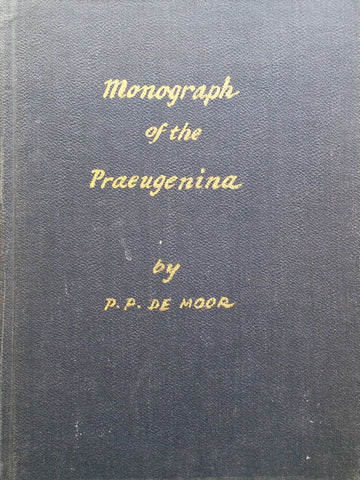 Monograph
of the
Praeugenina
by
P. P. DE MOOR